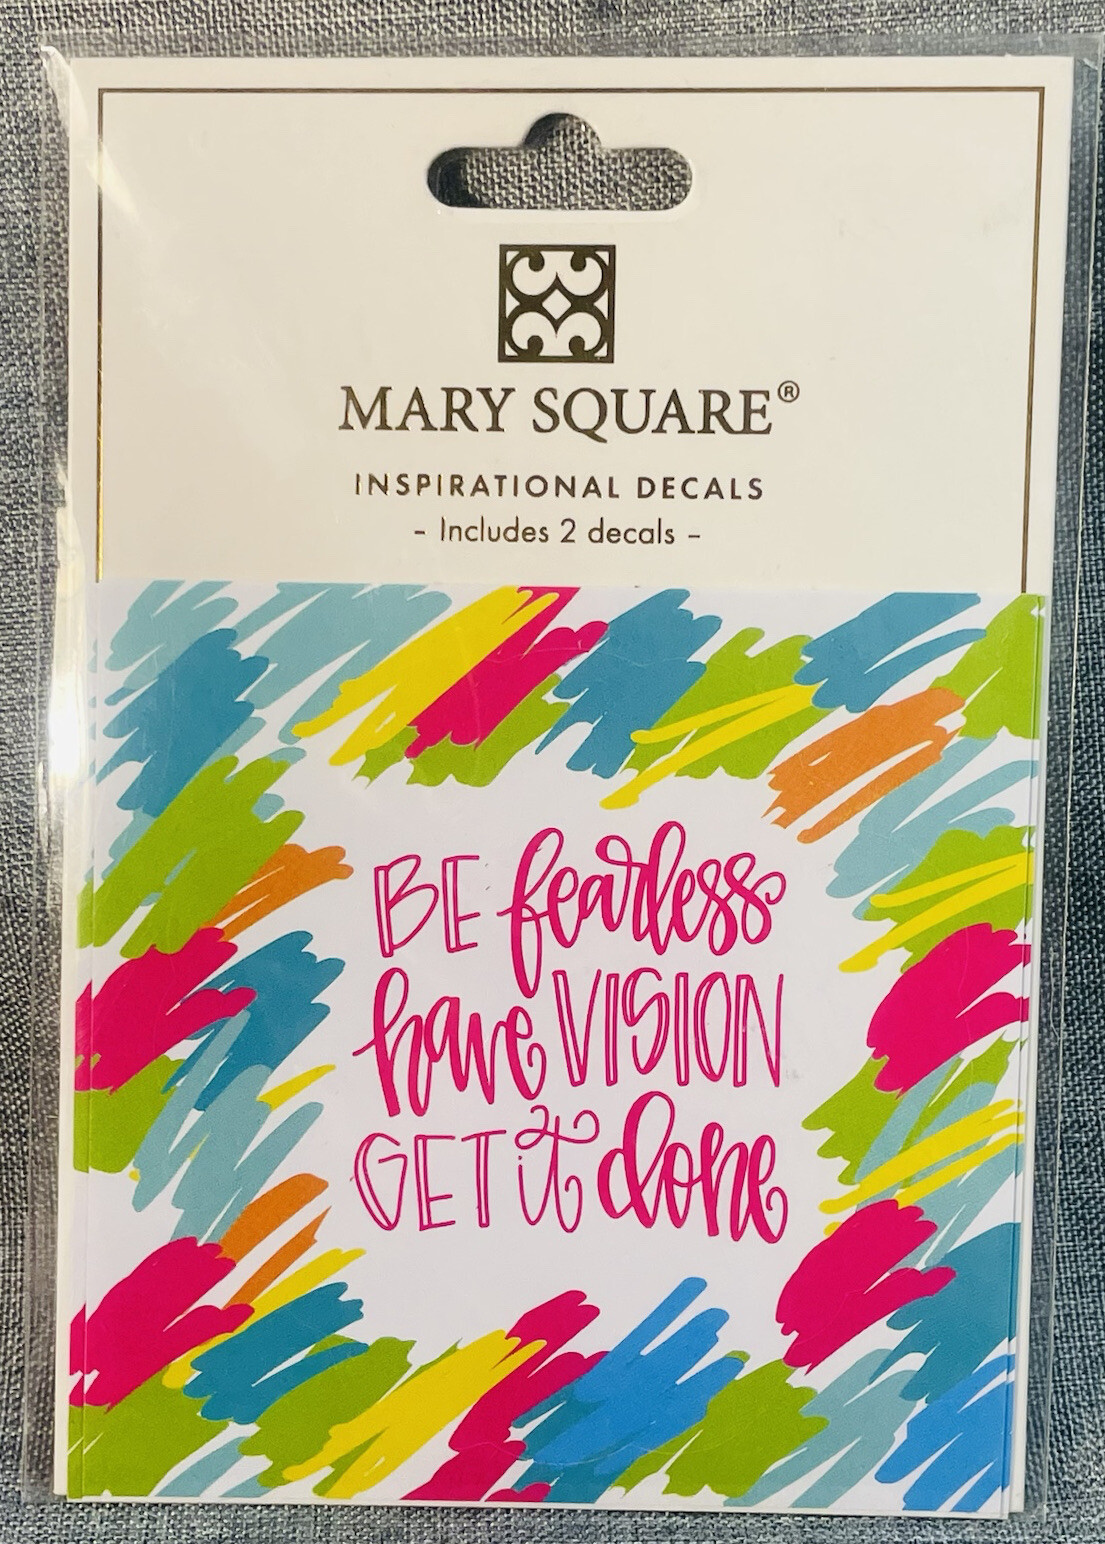 MARY SQUARE®
INSPIRATIONAL DECALS
- Includes 2 decals -
BE fearless
have VISION
GET it done